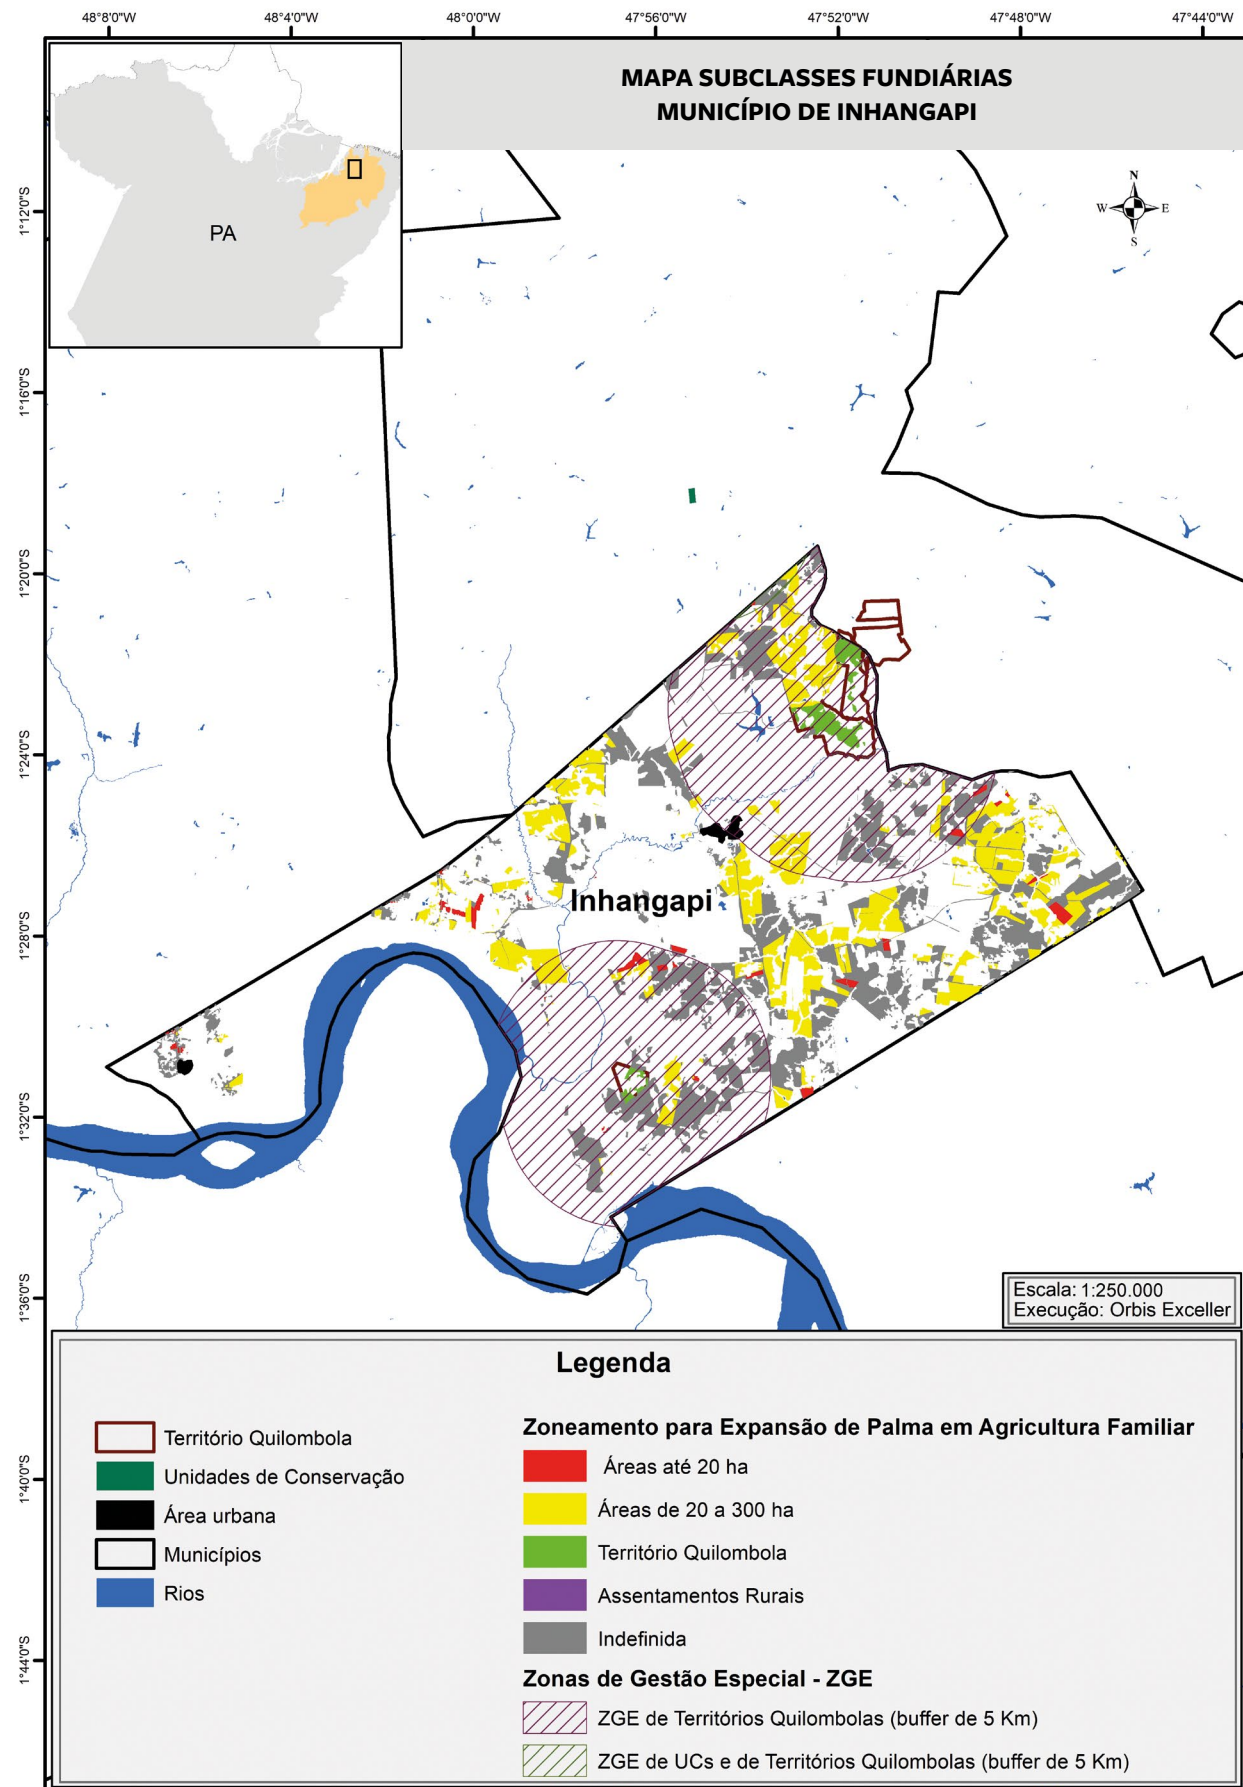 48°8'0"W 48°4'0"W 48°0'0"W 47°56'0"W 47°52'0"W 47°48'0"W 47°44'0"W
MAPA SUBCLASSES FUNDIÁRIAS
MUNICÍPIO DE INHANGAPI
PA
N
W E
S
1°12'0"S
1°16'0"S
1°20'0"S
1°24'0"S
1°28'0"S
1°32'0"S
1°36'0"S
1°40'0"S
1°44'0"S
Inhangapi
Escala: 1:250.000
Execução: Orbis Exceller
Legenda
Território Quilombola
Unidades de Conservação
Área urbana
Municípios
Rios
Zoneamento para Expansão de Palma em Agricultura Familiar
Áreas até 20 ha
Áreas de 20 a 300 ha
Território Quilombola
Assentamentos Rurais
Indefinida
Zonas de Gestão Especial - ZGE
ZGE de Territórios Quilombolas (buffer de 5 Km)
ZGE de UCs e de Territórios Quilombolas (buffer de 5 Km)